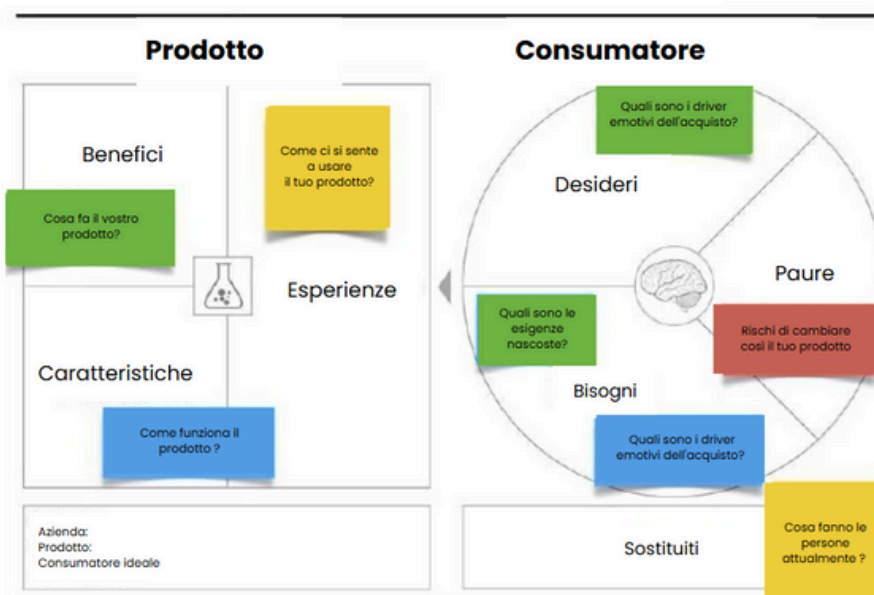 Prodotto
Consumatore
Benefici
Come ci si sente
a usare
il tuo prodotto?
Cosa fa il vostro
prodotto?
Esperienze
Caratteristiche
Come funziona il
prodotto ?
Azienda:
Prodotto:
Consumatore ideale
Quali sono i driver
emotivi dell'acquisto?
Desideri
Paure
Quali sono le
esigenze
nascoste?
Rischi di cambiare
così il tuo prodotto
Bisogni
Quali sono i driver
emotivi dell'acquisto?
Sostituiti
Cosa fanno le
persone
attualmente ?